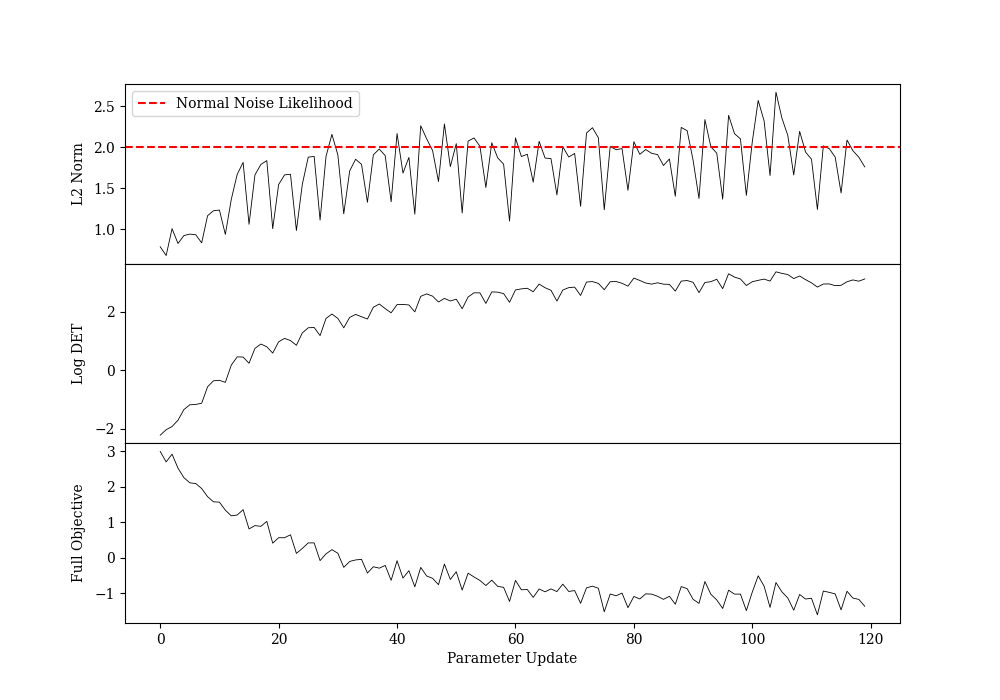 2.5
Normal Noise Likelihood
2.0
L2 Norm
1.5
1.0
2
Log DET
0
−2
3
2
1
Full Objective
0
−1
0 20 40 60 80 100 120
Parameter Update